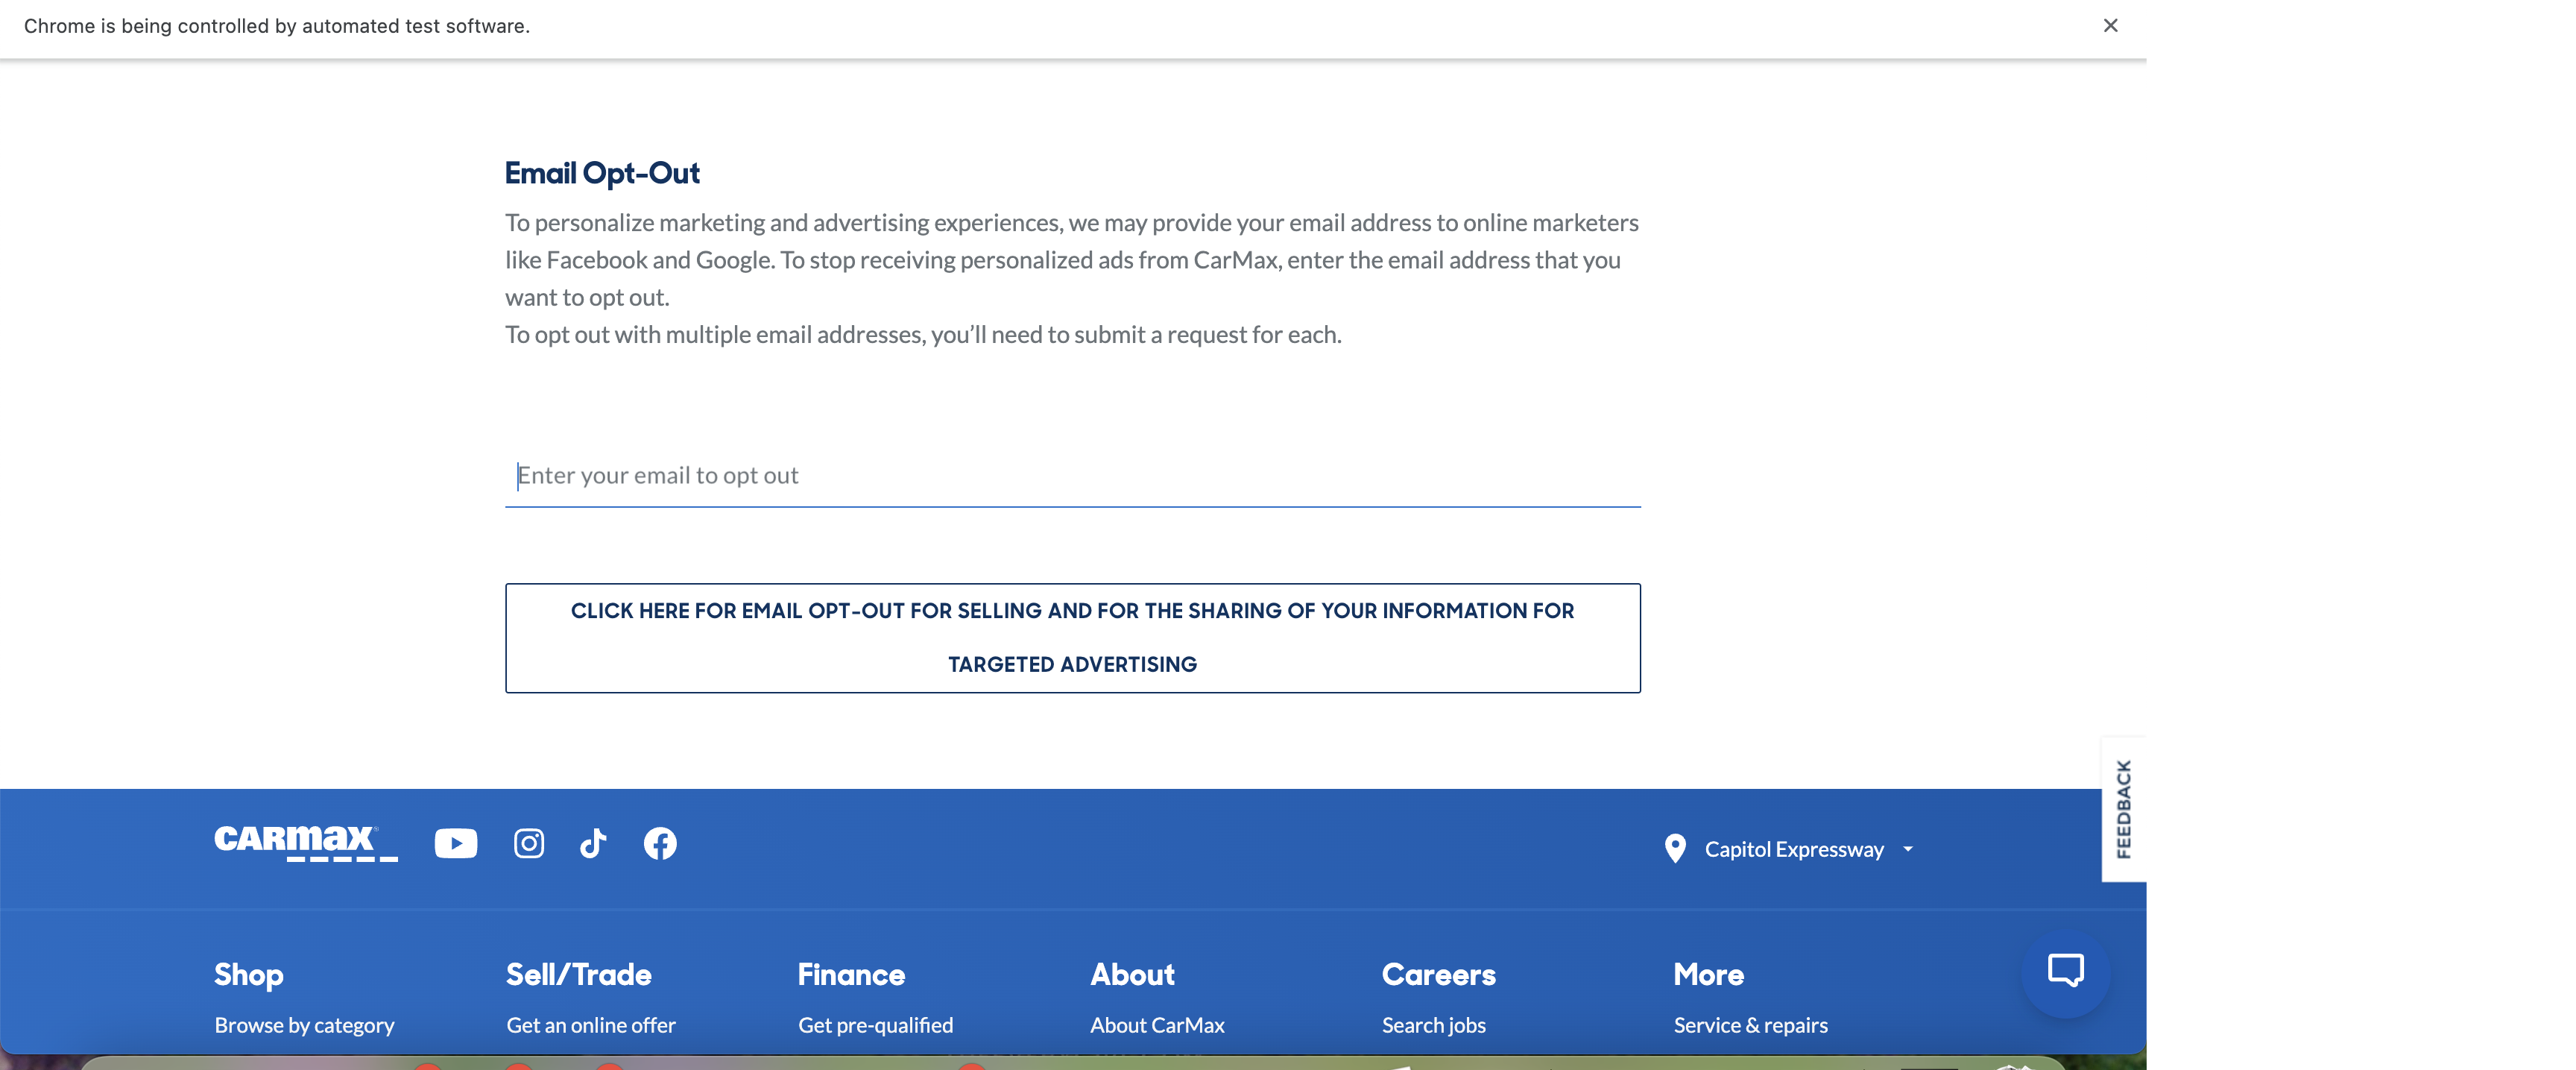 Chrome is being controlled by automated test software.
Email Opt-Out
To personalize marketing and advertising experiences, we may provide your email address to online marketers
like Facebook and Google. To stop receiving personalized ads from CarMax, enter the email address that you
want to opt out.
To opt out with multiple email addresses, you’ll need to submit a request for each.
Enter your email to opt out
CLICK HERE FOR EMAIL OPT-OUT FOR SELLING AND FOR THE SHARING OF YOUR INFORMATION FOR
TARGETED ADVERTISING
FEEDBACK
CARmax
Capitol Expressway
Shop Sell/Trade Finance About Careers More
Browse by category Get an online offer Get pre-qualified About CarMax Search jobs Service & repairs